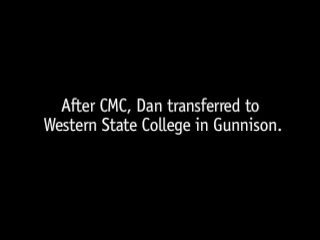 After CMC, Dan transferred to
Western State College in Gunnison.